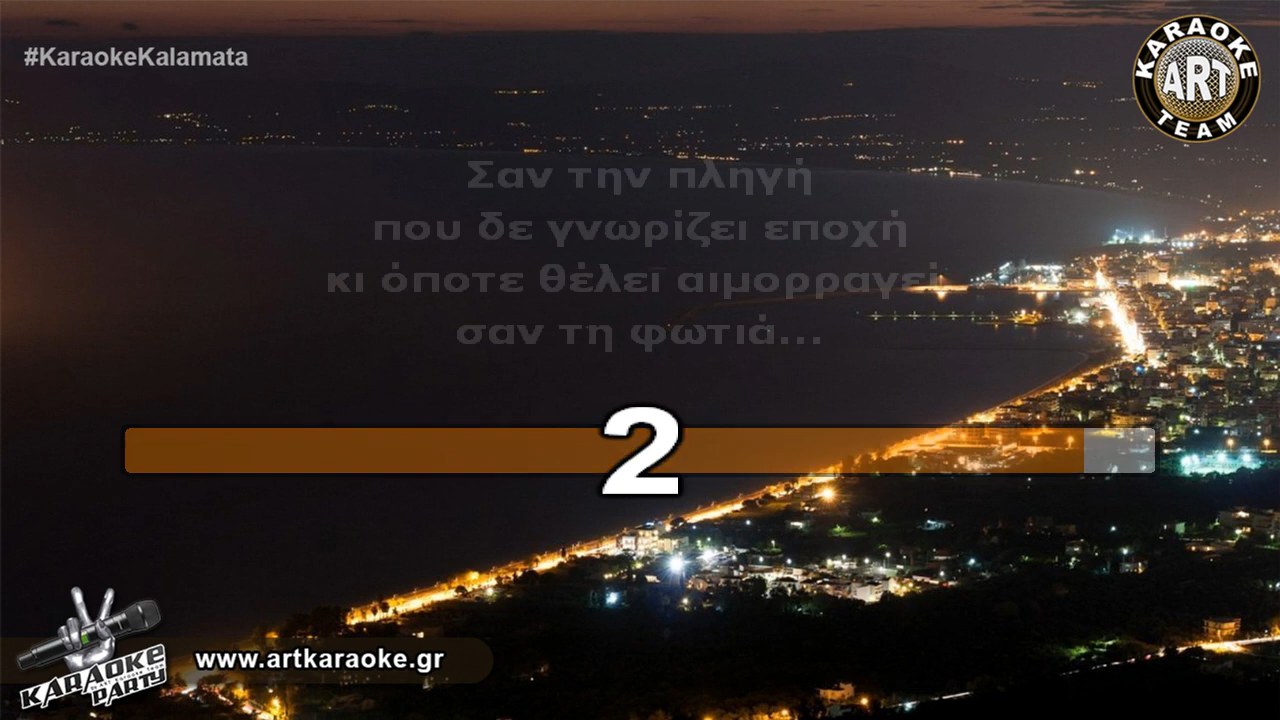 #KaraokeKalamata
KARAOKE
ART
TEAM
Σαν την πληγή
που δε γνωρίζει εποχή
κι όποτε θέλει αιμορραγεί
σαν τη φωτιά...
2
KARAOKE
PARTY
www.artkaraoke.gr